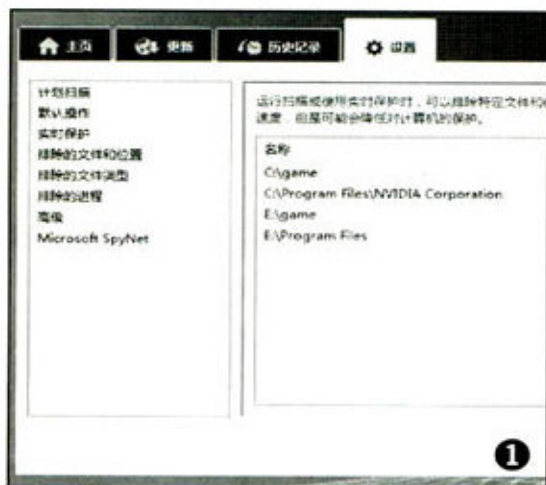 主页 更新 历史记录 设置
计划扫描
默认操作
实时保护
排除的文件和位置
排除的文件类型
排除的进程
高级
Microsoft SpyNet
运行扫描或使用实时保护时，可以排除特定文件和
速度，但是可能会降低对计算机的保护。
名称
C:\game
C:\Program Files\NVIDIA Corporation
E:\game
E:\Program Files
1